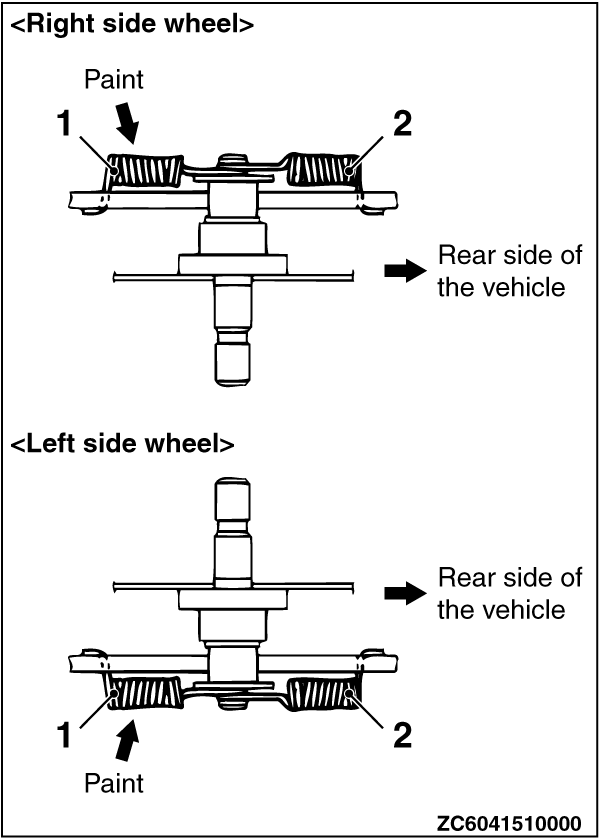 <Right side wheel>
Paint
1
2
Rear side of
the vehicle
<Left side wheel>
Rear side of
the vehicle
1
2
Paint
ZC6041510000